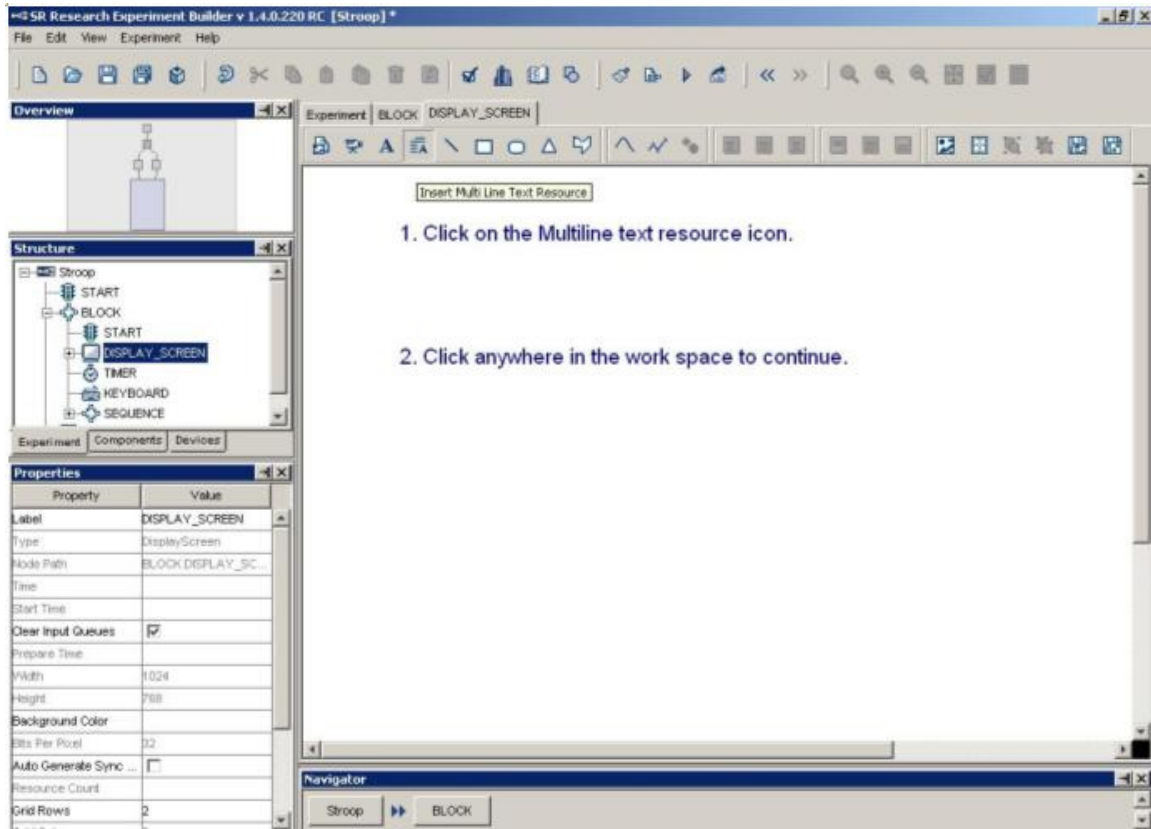 SR Research Experiment Builder v 1.4.0.220 RC [Stroop] *
File Edit View Experiment Help
Overview
Experiment BLOCK DISPLAY_SCREEN
Insert Multi Line Text Resource
1. Click on the Multiline text resource icon.
Structure
Stroop
START
BLOCK
START
2. Click anywhere in the work space to continue.
DISPLAY_SCREEN
TIMER
KEYBOARD
SEQUENCE
Experiment Components Devices
Properties
Property Value
Label DISPLAY_SCREEN
Type DisplayScreen
Node Path BLOCK.DISPLAY_SC...
Time
Start Time
Clear Input Queues
Prepare Time
Width 1024
Height 768
Background Color
Bits Per Pixel 32
Auto Generate Sync ...
Resource Count
Grid Rows 2
Navigator
Stroop BLOCK